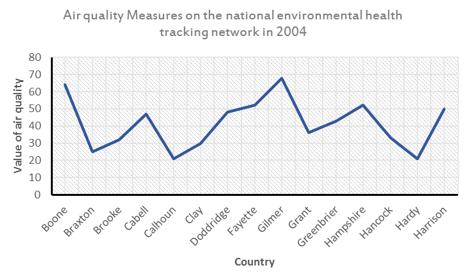 Air quality Measures on the national environmental health
tracking network in 2004
Value of air quality
80
70
60
50
40
30
20
10
0
Boone
Braxton
Brooke
Cabell
Calhoun
Clay
Doddridge
Fayette
Gilmer
Grant
Greenbrier
Hampshire
Hancock
Hardy
Harrison
Country